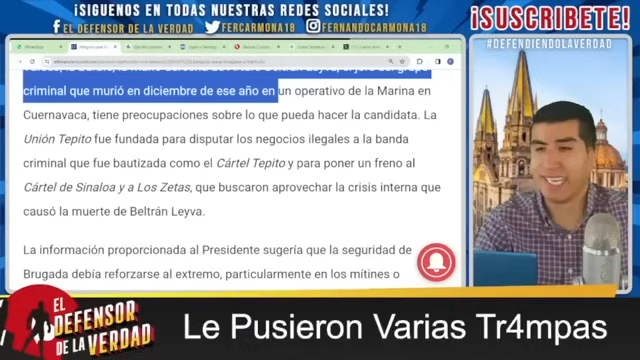 ¡SIGUENOS EN TODAS NUESTRAS REDES SOCIALES!
EL DEFENSOR DE LA VERDAD FERCARMONA18 @FERNANDOCARMONA18
¡SUSCRIBETE!
#DEFENDIENDOLAVERDAD
criminal que murió en diciembre de ese año en un operativo de la Marina en
Cuernavaca, tiene preocupaciones sobre lo que pueda hacer la candidata. La
Unión Tepito fue fundada para disputar los negocios ilegales a la banda
criminal que fue bautizada como el Cártel Tepito y para poner un freno al
Cártel de Sinaloa y a Los Zetas, que buscaron aprovechar la crisis interna que
causó la muerte de Beltrán Leyva.
La información proporcionada al Presidente sugería que la seguridad de
Brugada debía reforzarse al extremo, particularmente en los mítines o
EL
DEFENSOR
DE LA VERDAD
Le Pusieron Varias Tr4mpas